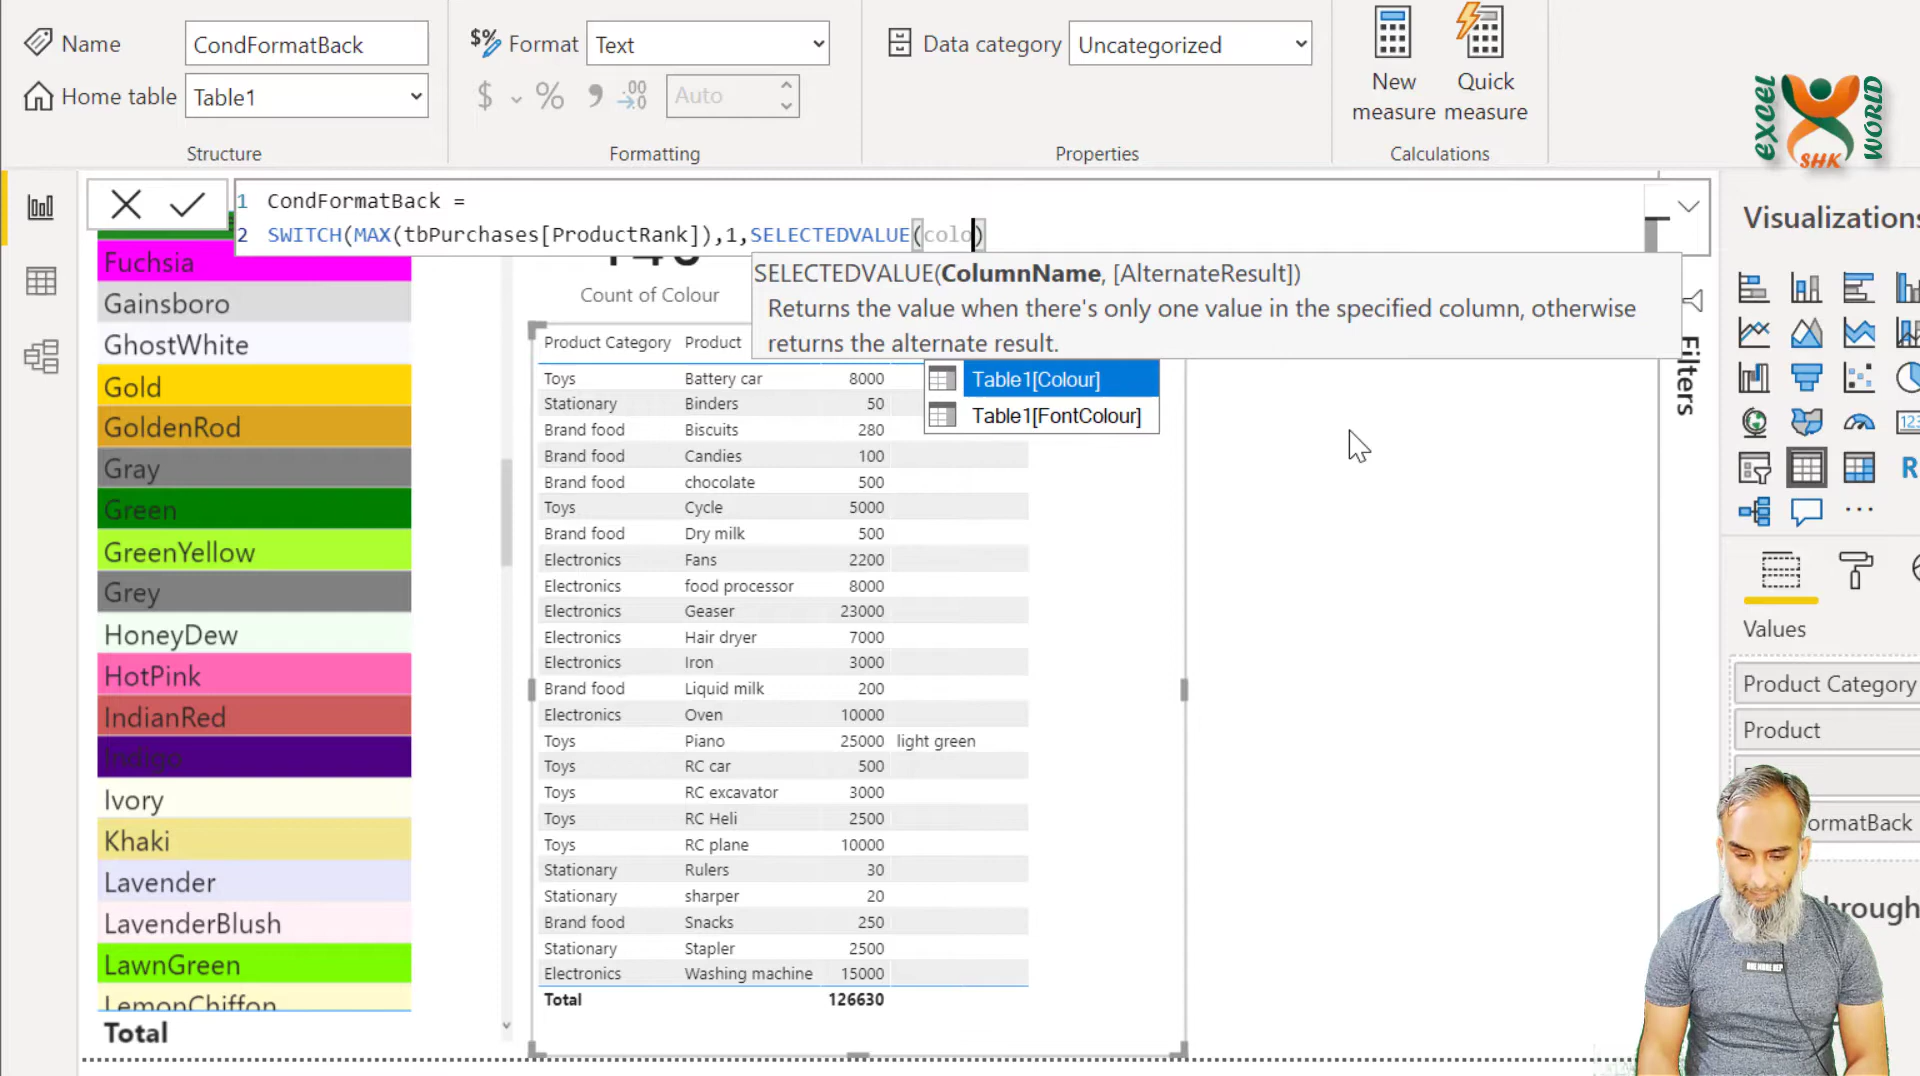 Name
CondFormatBack
$% Format
Text
Data category
Uncategorized
Home table
Table1
$ % , .00 →.0
Auto
New measure
Quick measure
Structure
Formatting
Properties
Calculations
EXCEL
WORLD
SHK
1 CondFormatBack =
2 SWITCH(MAX(tbPurchases[ProductRank]),1,SELECTEDVALUE(colo)
SELECTEDVALUE(ColumnName, [AlternateResult])
Returns the value when there's only one value in the specified column, otherwise
returns the alternate result.
Table1[Colour]
Table1[FontColour]
Fuchsia
Gainsboro
GhostWhite
Gold
GoldenRod
Gray
Green
GreenYellow
Grey
HoneyDew
HotPink
IndianRed
Indigo
Ivory
Khaki
Lavender
LavenderBlush
LawnGreen
LemonChiffon
Total
Count of Colour
Product Category Product
Toys Battery car 8000
Stationary Binders 50
Brand food Biscuits 280
Brand food Candies 100
Brand food chocolate 500
Toys Cycle 5000
Brand food Dry milk 500
Electronics Fans 2200
Electronics food processor 8000
Electronics Geaser 23000
Electronics Hair dryer 7000
Electronics Iron 3000
Brand food Liquid milk 200
Electronics Oven 10000
Toys Piano 25000 light green
Toys RC car 500
Toys RC excavator 3000
Toys RC Heli 2500
Toys RC plane 10000
Stationary Rulers 30
Stationary sharper 20
Brand food Snacks 250
Stationary Stapler 2500
Electronics Washing machine 15000
Total 126630
Visualizations
Filters
123
R
Values
Product Category
Product
ormatBack
hrough